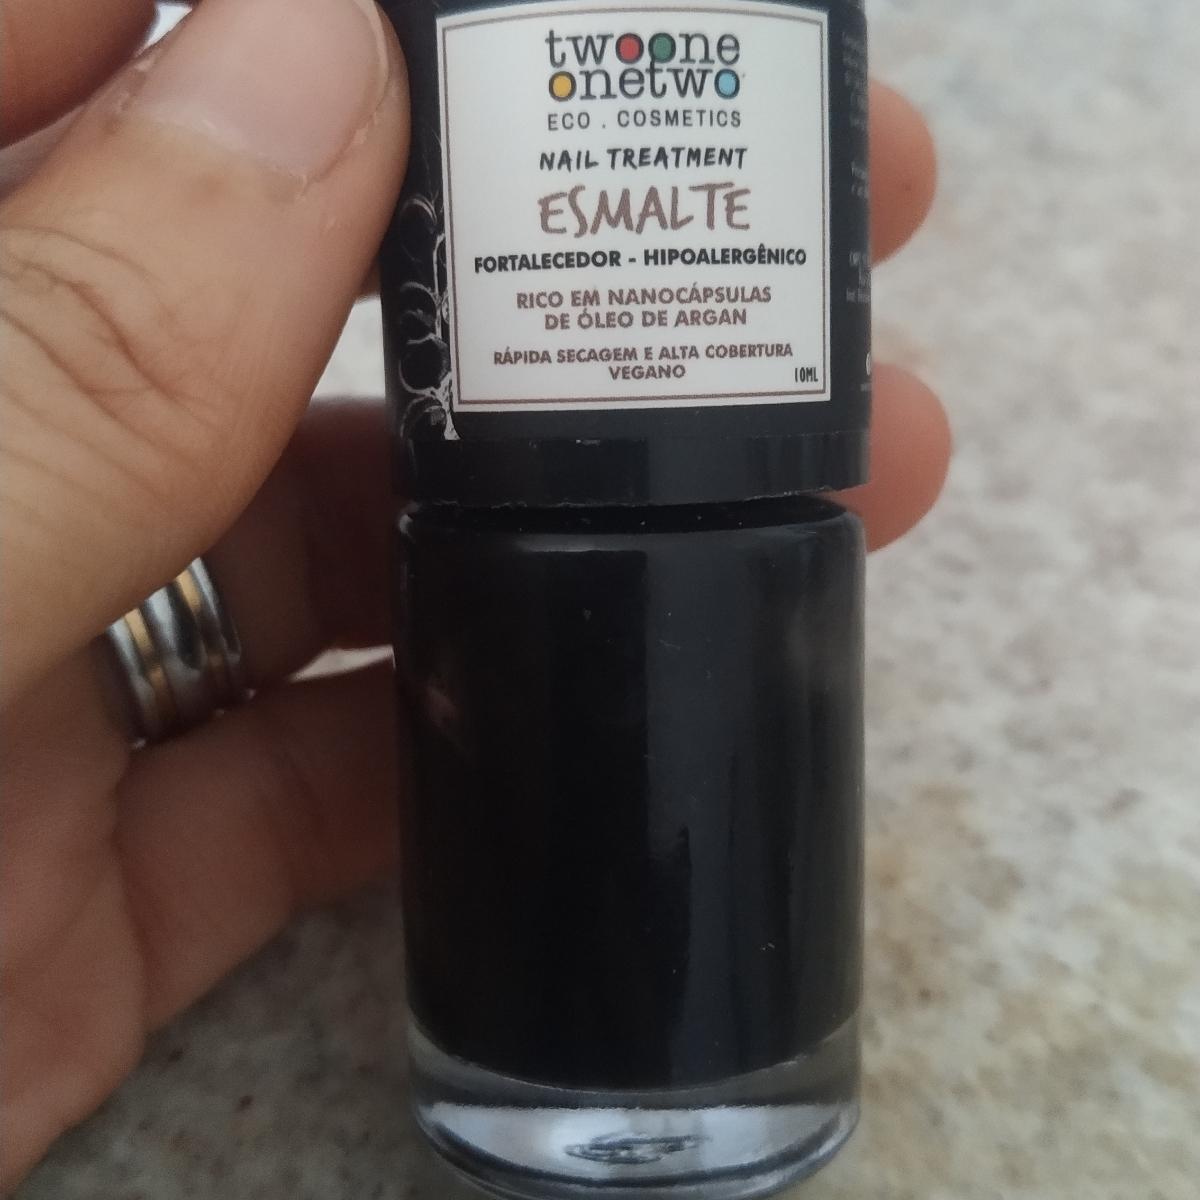 twoone
onetwo
ECO . COSMETICS
NAIL TREATMENT
ESMALTE
FORTALECEDOR - HIPOALERGÊNICO
RICO EM NANOCÁPSULAS
DE ÓLEO DE ARGAN
RÁPIDA SECAGEM E ALTA COBERTURA
VEGANO
10ML